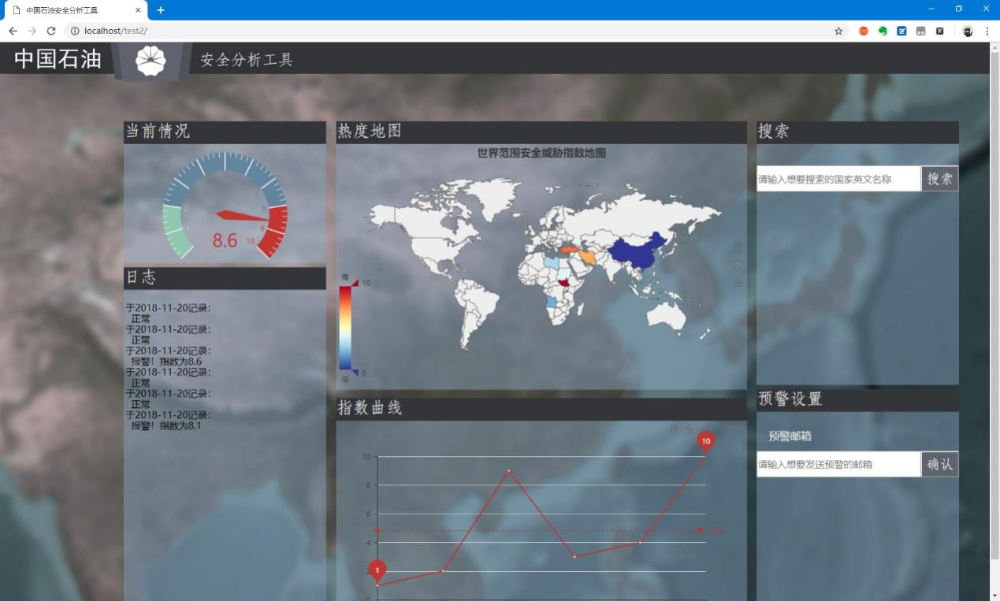 中国石油安全分析工具
localhost/test2/
中国石油
安全分析工具
当前情况
2
7
8
9
10
8.6
日志
于2018-11-20记录：
正常
于2018-11-20记录：
正常
于2018-11-20记录：
报警！指数为8.6
于2018-11-20记录：
正常
于2018-11-20记录：
正常
于2018-11-20记录：
报警！指数为8.1
热度地图
世界范围安全威胁指数地图
高
10
0
低
指数曲线
10
8
6
4
2
0
1
10
搜索
请输入想要搜索的国家英文名称
搜索
预警设置
预警邮箱
请输入想要发送预警的邮箱
确认